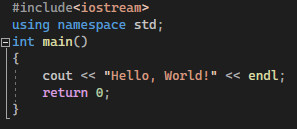 #include<iostream>
using namespace std;
int main()
{
    cout << "Hello, World!" << endl;
    return 0;
}